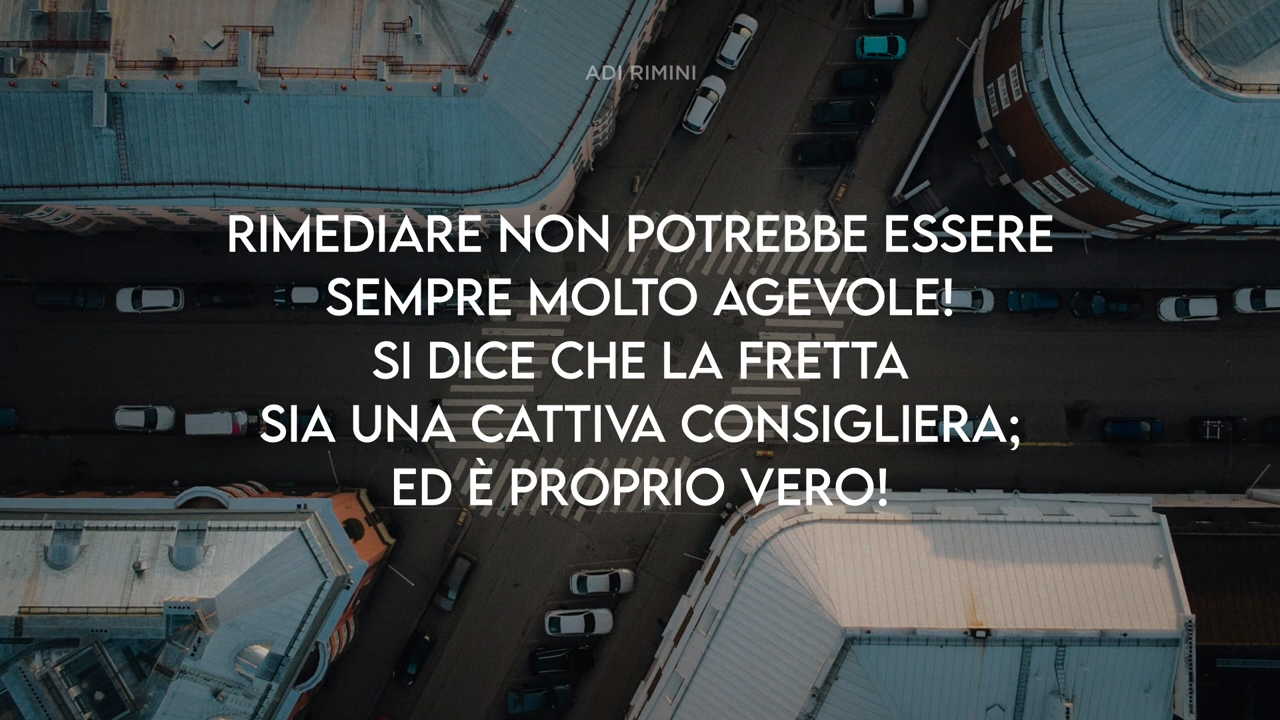 ADI RIMINI
RIMEDIARE NON POTREBBE ESSERE
SEMPRE MOLTO AGEVOLE!
SI DICE CHE LA FRETTA
SIA UNA CATTIVA CONSIGLIERA;
ED È PROPRIO VERO!